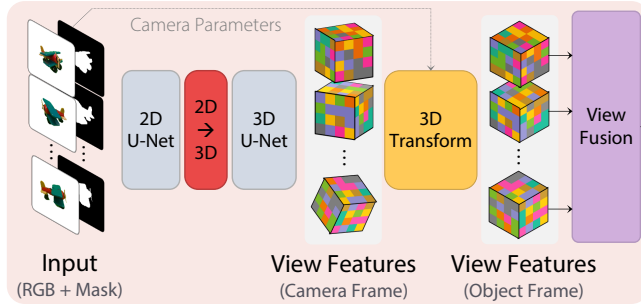 Camera Parameters
2D
U-Net
2D
→
3D
3D
U-Net
3D
Transform
View
Fusion
Input
(RGB + Mask)
View Features
(Camera Frame)
View Features
(Object Frame)